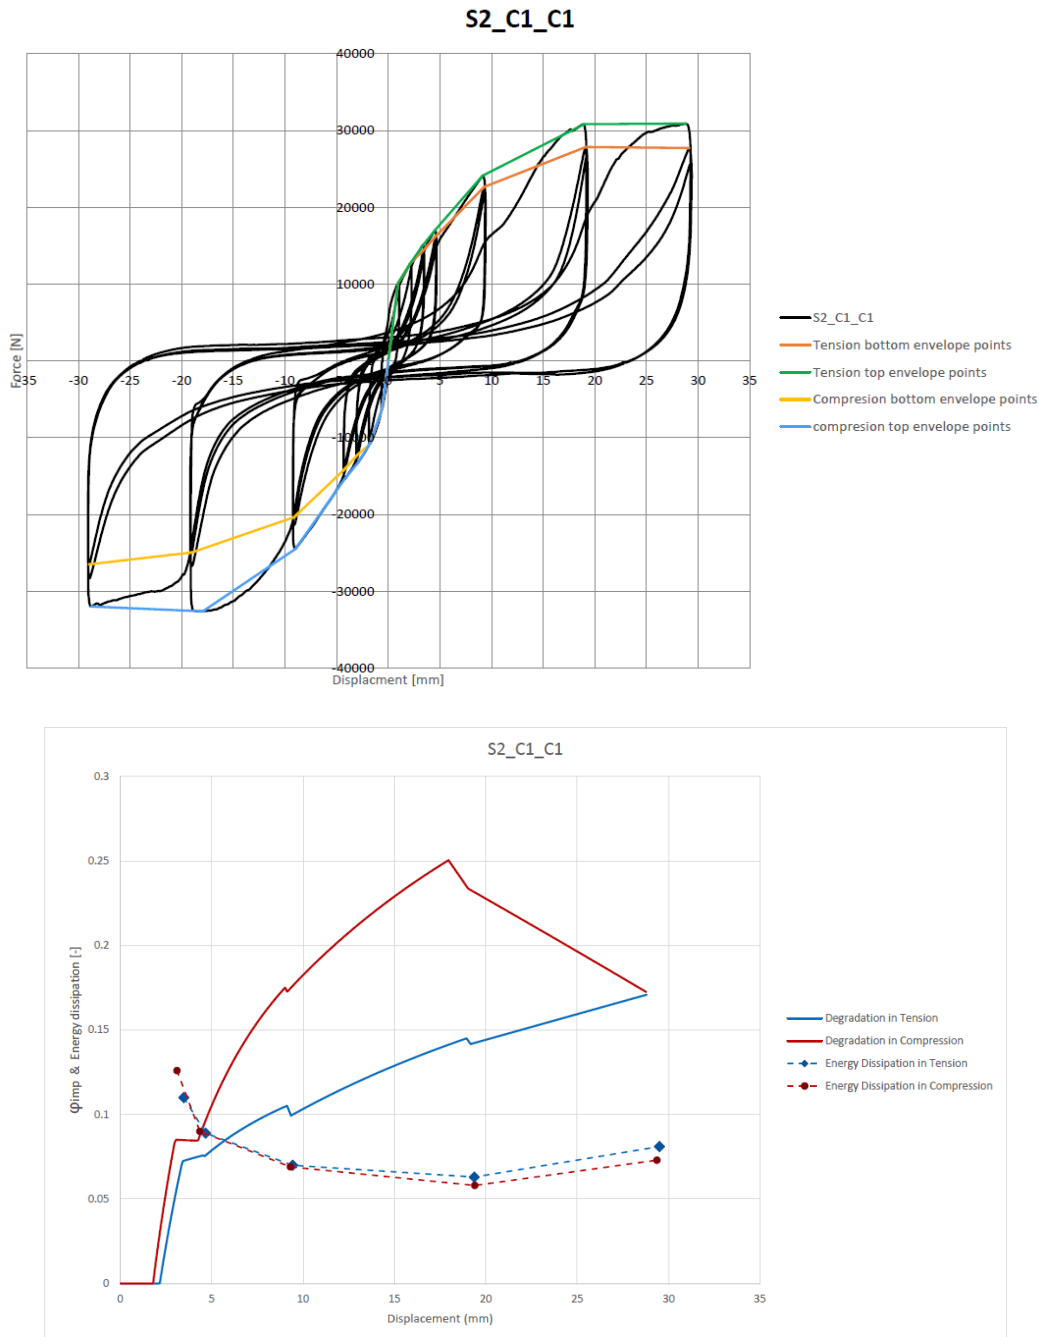 S2_C1_C1
40000
30000
20000
10000
-35 -30 -25 -20 -15 -10 -5 0 5 10 15 20 25 30 35
-10000
-20000
-30000
-40000
Force [N]
Displacment [mm]
S2_C1_C1
Tension bottom envelope points
Tension top envelope points
Compresion bottom envelope points
compresion top envelope points
S2_C1_C1
0.3
0.25
0.2
0.15
0.1
0.05
0
0 5 10 15 20 25 30 35
φimp & Energy dissipation [-]
Displacement (mm)
Degradation in Tension
Degradation in Compression
Energy Dissipation in Tension
Energy Dissipation in Compression